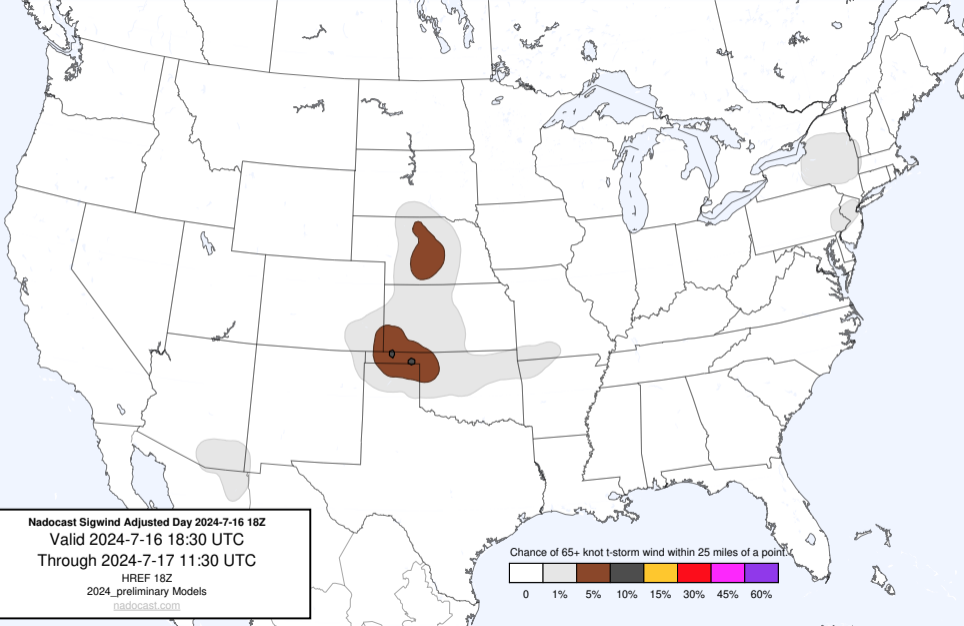 Nadocast Sigwind Adjusted Day 2024-7-16 18Z
Valid 2024-7-16 18:30 UTC
Through 2024-7-17 11:30 UTC
HREF 18Z
2024_preliminary Models
nadocast.com
Chance of 65+ knot t-storm wind within 25 miles of a point.
0 1% 5% 10% 15% 30% 45% 60%